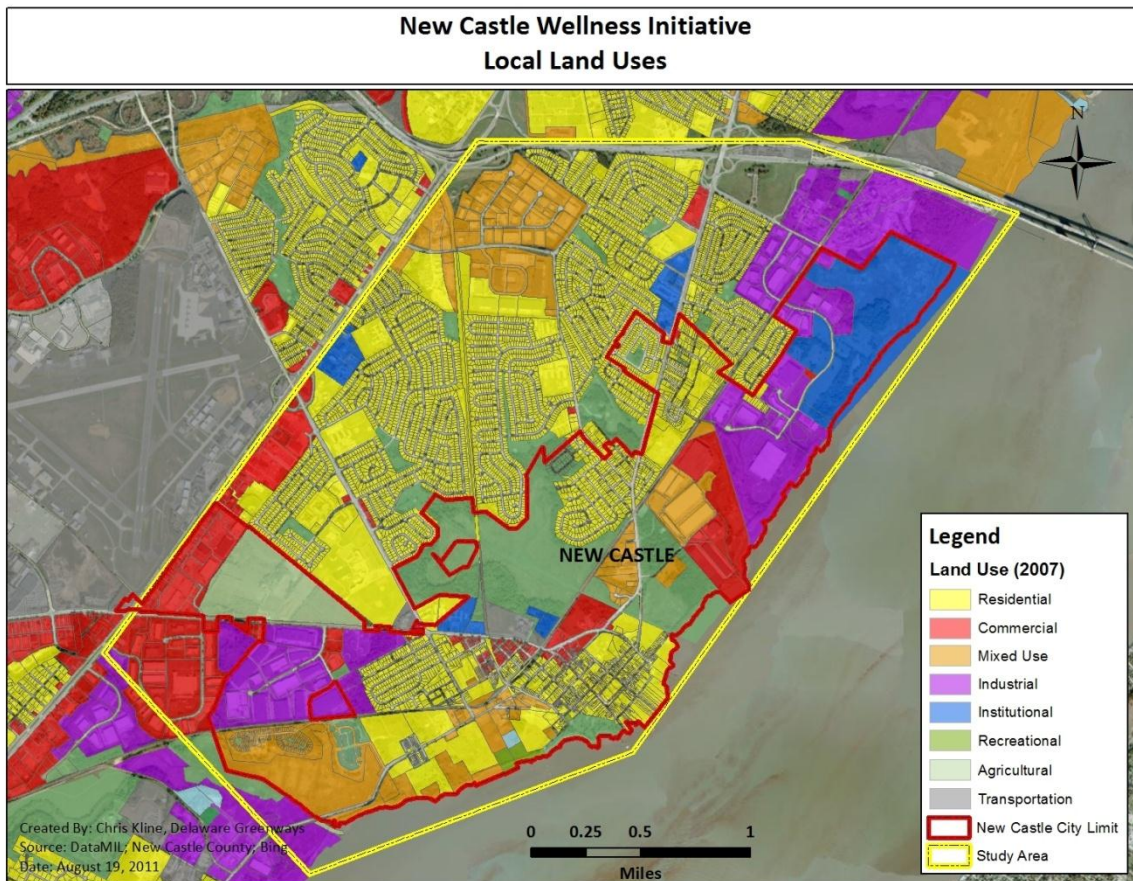 New Castle Wellness Initiative
Local Land Uses
N
NEW CASTLE
Legend
Land Use (2007)
Residential
Commercial
Mixed Use
Industrial
Institutional
Recreational
Agricultural
Transportation
New Castle City Limit
Study Area
Created By: Chris Kline, Delaware Greenways
Source: DataMIL; New Castle County; Bing
Date: August 19, 2011
0 0.25 0.5 1
Miles